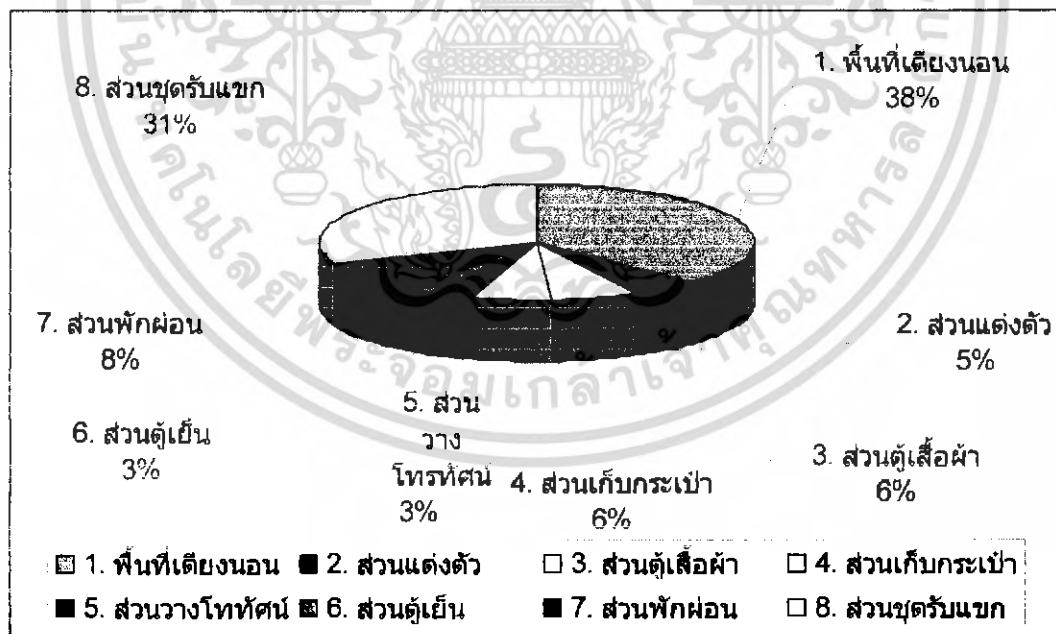 1. พื้นที่เตียงนอน
38%
8. ส่วนชุดรับแขก
31%
7. ส่วนพักผ่อน
8%
2. ส่วนแต่งตัว
5%
6. ส่วนตู้เย็น
3%
5. ส่วน
วาง
โทรทัศน์
3%
4. ส่วนเก็บกระเป๋า
6%
3. ส่วนตู้เสื้อผ้า
6%
1. พื้นที่เตียงนอน 2. ส่วนแต่งตัว 3. ส่วนตู้เสื้อผ้า 4. ส่วนเก็บกระเป๋า
5. ส่วนวางโททัศน์ 6. ส่วนตู้เย็น 7. ส่วนพักผ่อน 8. ส่วนชุดรับแขก